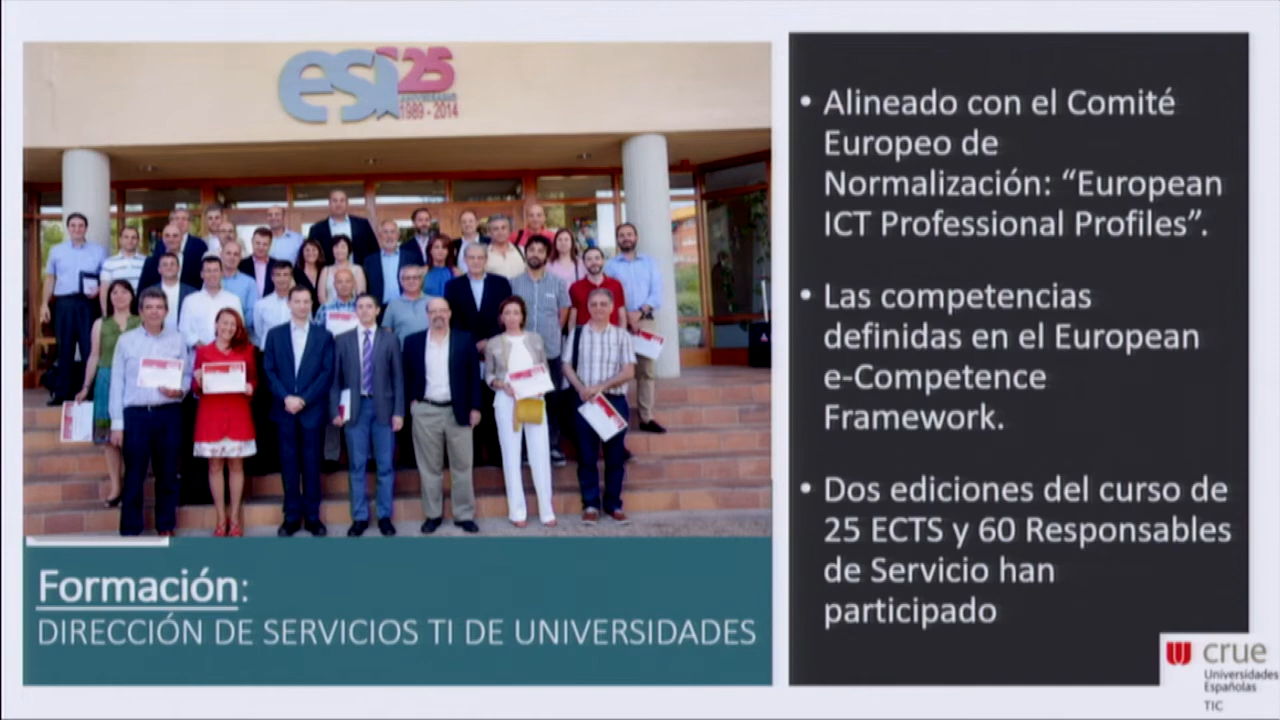 esi 25
ANIVERSARIO
1989 - 2014
Formación:
DIRECCIÓN DE SERVICIOS TI DE UNIVERSIDADES
• Alineado con el Comité
Europeo de
Normalización: “European
ICT Professional Profiles”.
• Las competencias
definidas en el European
e-Competence
Framework.
• Dos ediciones del curso de
25 ECTS y 60 Responsables
de Servicio han
participado
crue
Universidades
Españolas
TIC